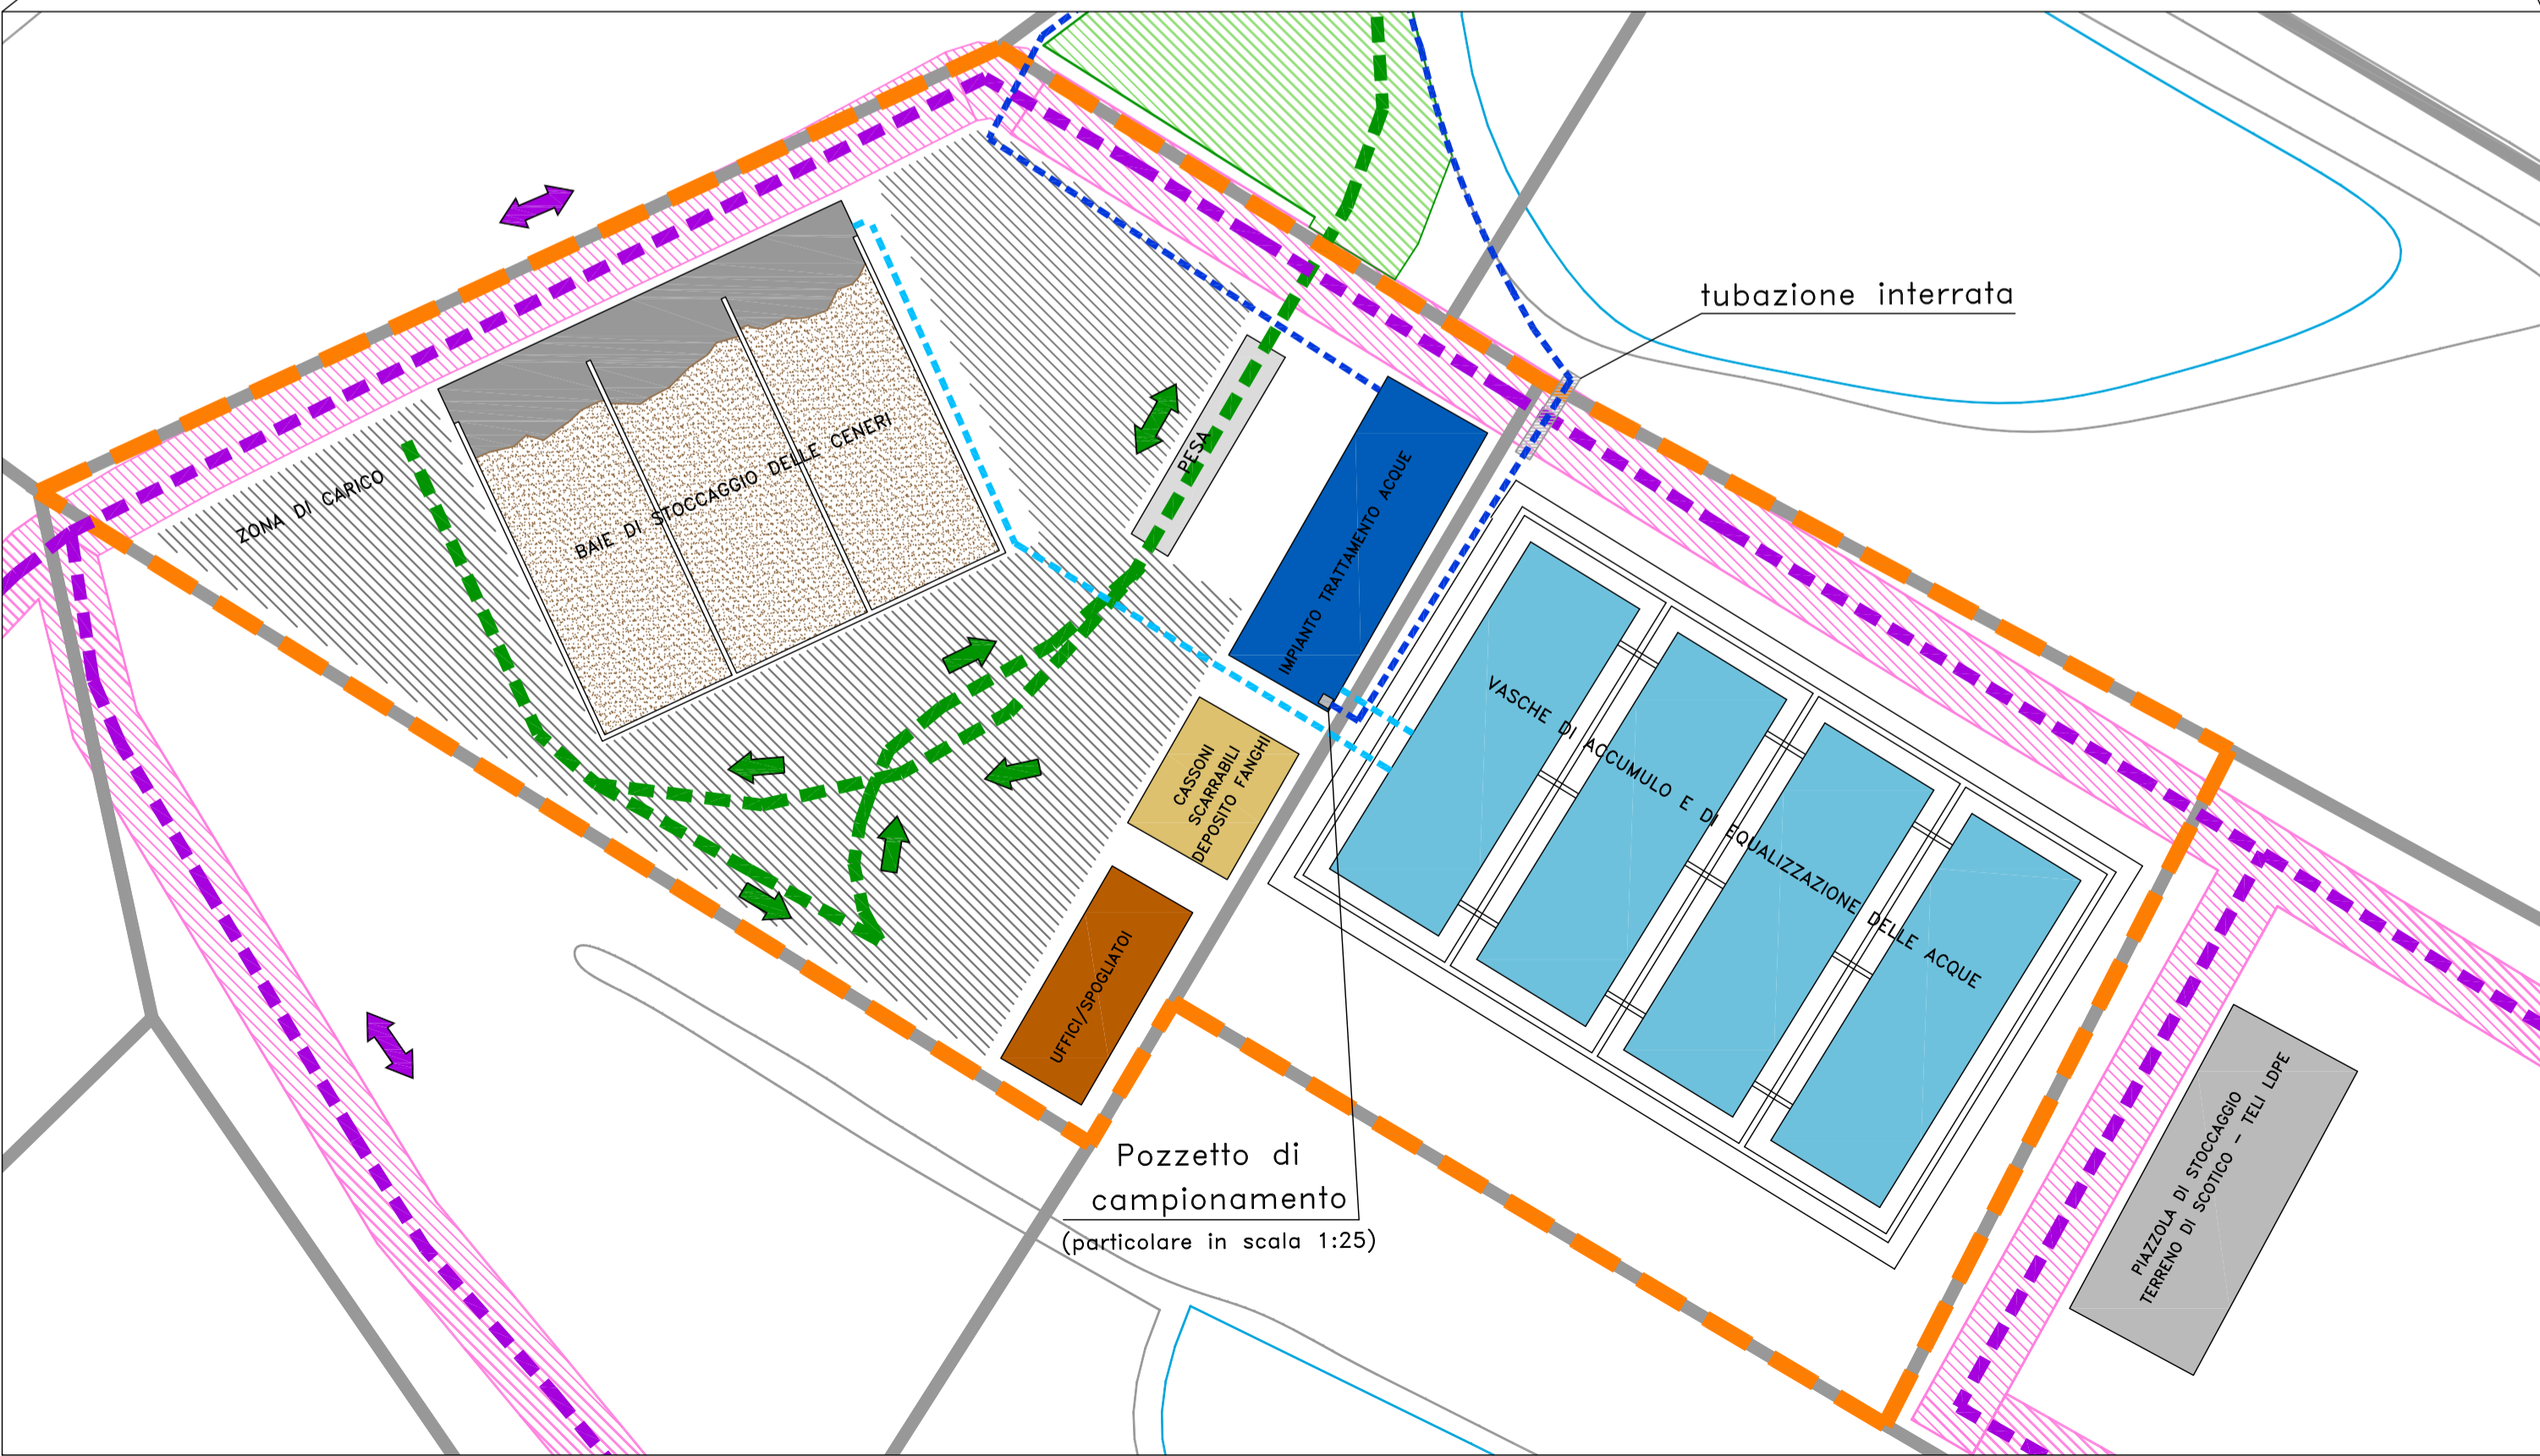 tubazione interrata
ZONA DI CARICO
BAIE DI STOCCAGGIO DELLE CENERI
PESA
IMPIANTO TRATTAMENTO ACQUE
VASCHE DI ACCUMULO E DI EQUALIZZAZIONE DELLE ACQUE
CASSONI
SCARRABILI
DEPOSITO FANGHI
UFFICI/SPOGLIATOI
Pozzetto di
campionamento
(particolare in scala 1:25)
PIAZZOLA DI STOCCAGGIO
TERRENO DI SCOTICO - TELI LDPE